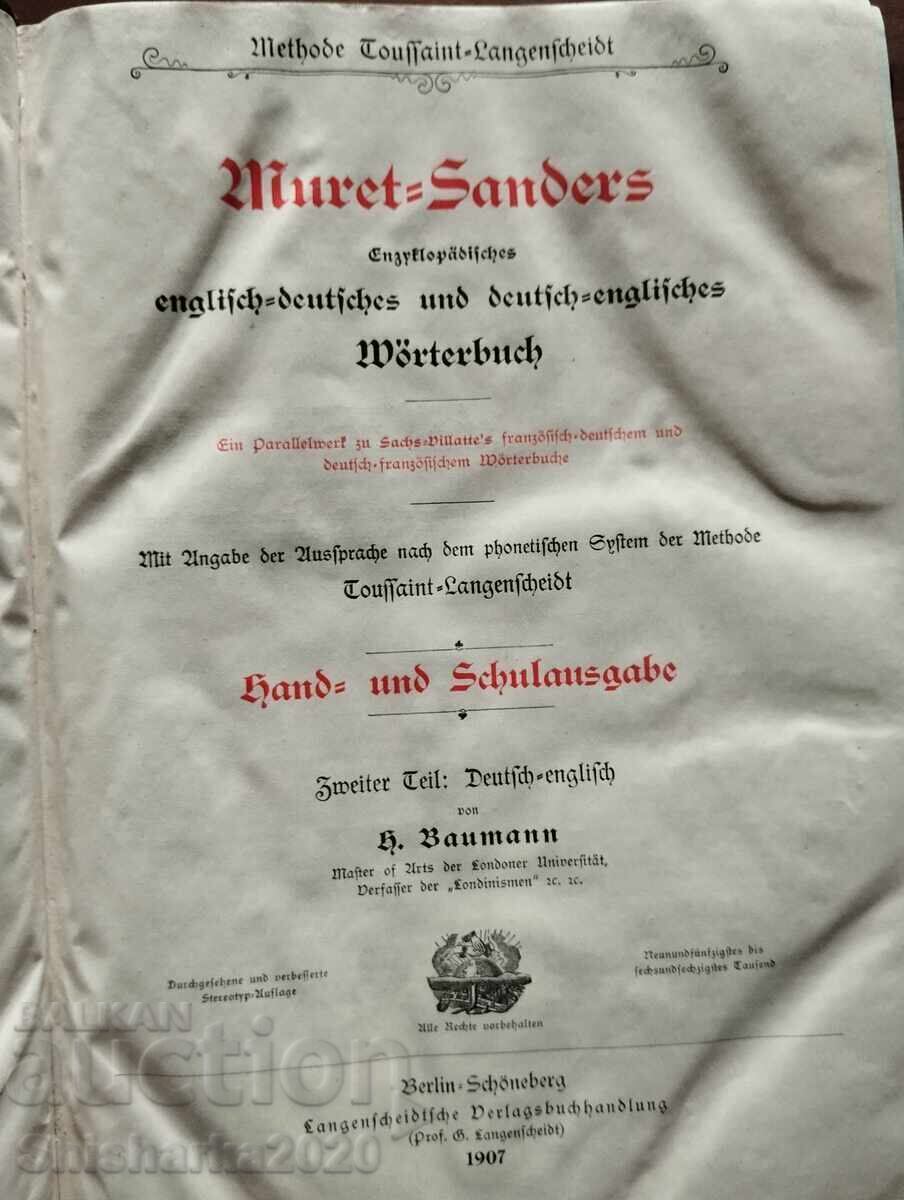 Methode Toussaint-Langenscheidt
Muret-Sanders
Enzyklopädisches
englisch-deutsches und deutsch-englisches
Wörterbuch
Ein Parallelwerk zu Sachs-Villatte's französisch-deutschem und
deutsch-französischem Wörterbuche
Mit Angabe der Aussprache nach dem phonetischen System der Methode
Toussaint-Langenscheidt
Hand- und Schulausgabe
Zweiter Teil: Deutsch-englisch
von
H. Baumann
Master of Arts der Londoner Universität,
Verfasser der „Londinismen" ꝛc. ꝛc.
Durchgesehene und verbesserte
Stereotyp-Auflage
Neunundfünfzigstes bis
sechsundsechzigstes Tausend
Alle Rechte vorbehalten
Berlin-Schöneberg
Langenscheidtsche Verlagsbuchhandlung
(Prof. G. Langenscheidt)
1907
BALKAN
auction
Shisharka2020